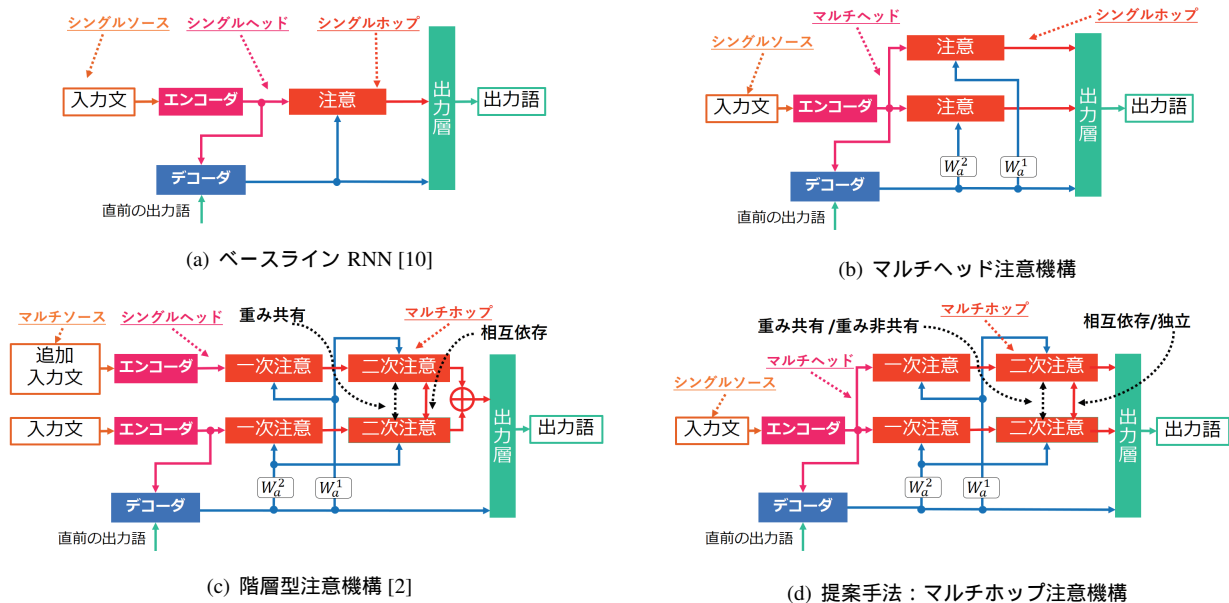 シングルソース
シングルヘッド
シングルホップ
入力文
エンコーダ
注意
出力層
出力語
デコーダ
直前の出力語
(a) ベースライン RNN [10]
マルチヘッド
シングルホップ
シングルソース
注意
入力文
エンコーダ
注意
出力層
出力語
W_a^2
W_a^1
デコーダ
直前の出力語
(b) マルチヘッド注意機構
マルチソース
シングルヘッド
重み共有
マルチホップ
相互依存
追加
入力文
エンコーダ
一次注意
二次注意
入力文
エンコーダ
一次注意
二次注意
出力層
出力語
W_a^2
W_a^1
デコーダ
直前の出力語
(c) 階層型注意機構 [2]
重み共有/重み非共有
マルチホップ
相互依存/独立
マルチヘッド
シングルソース
一次注意
二次注意
入力文
エンコーダ
一次注意
二次注意
出力層
出力語
W_a^2
W_a^1
デコーダ
直前の出力語
(d) 提案手法：マルチホップ注意機構